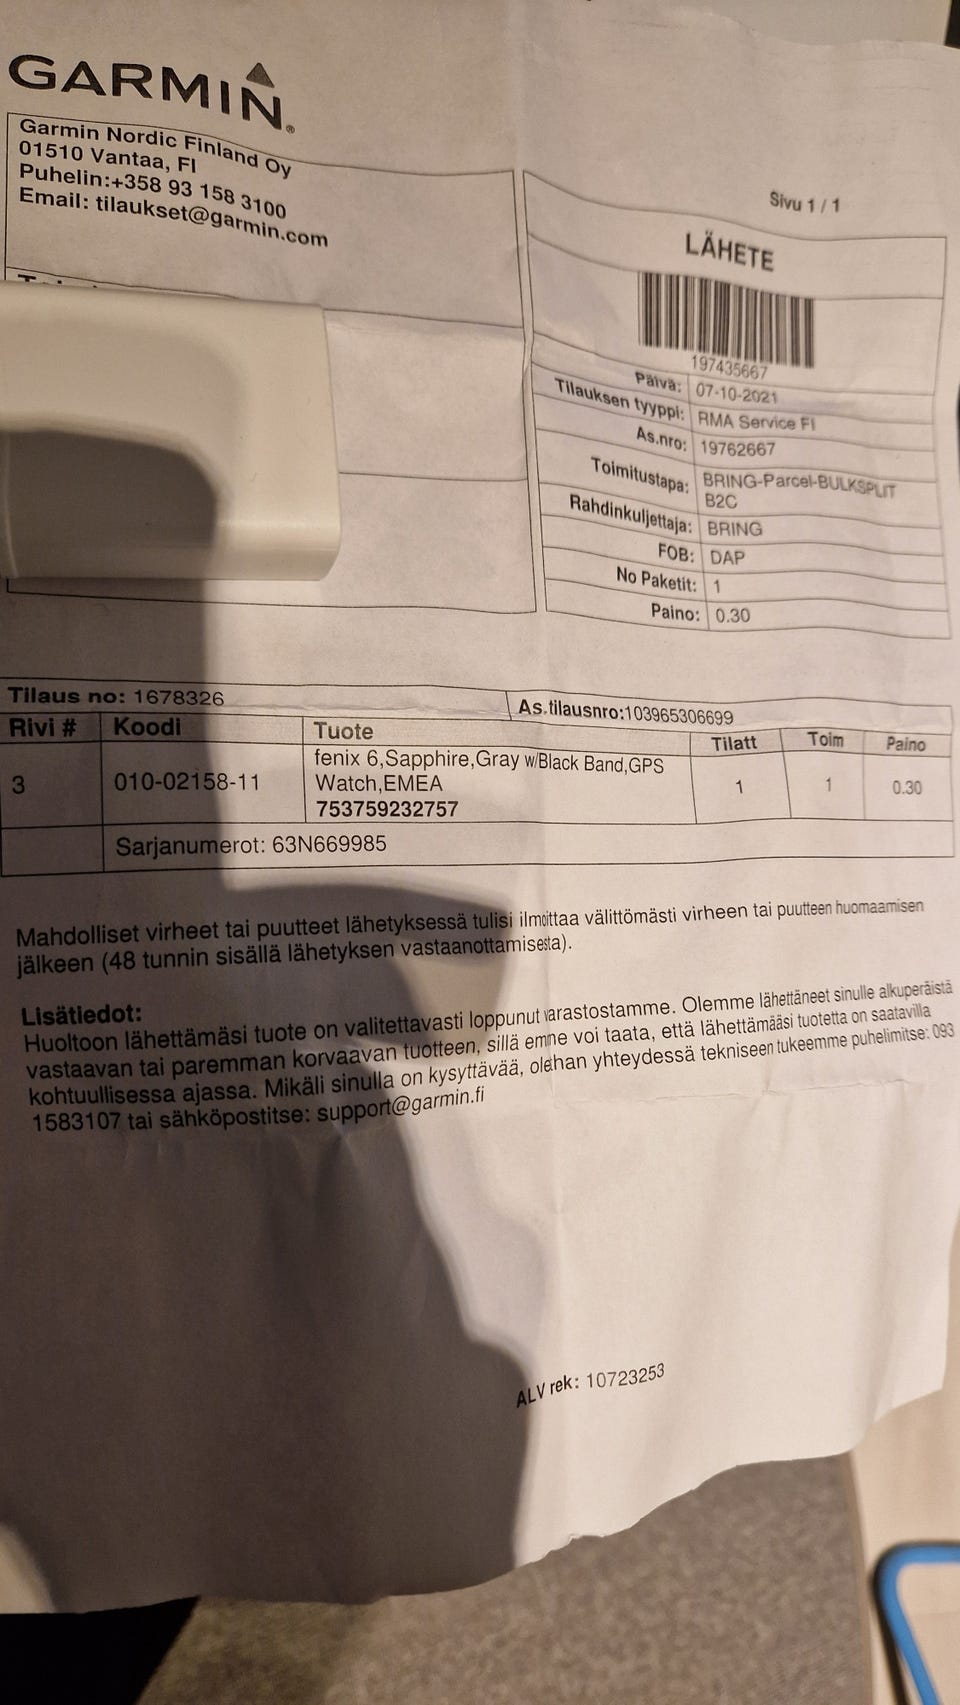 GARMIN®
Garmin Nordic Finland Oy
01510 Vantaa, FI
Puhelin:+358 93 158 3100
Email: tilaukset@garmin.com
Sivu 1 / 1
LÄHETE
197435667
Päivä: 07-10-2021
Tilauksen tyyppi: RMA Service FI
As.nro: 19762667
Toimitustapa: BRING-Parcel-BULKSPLIT
B2C
Rahdinkuljettaja: BRING
FOB: DAP
No Paketit: 1
Paino: 0.30
Tilaus no: 1678326 As.tilausnro:103965306699
Rivi # Koodi Tuote Tilatt Toim Paino
3 010-02158-11 fenix 6,Sapphire,Gray w/Black Band,GPS 1 1 0.30
Watch,EMEA
753759232757
Sarjanumerot: 63N669985
Mahdolliset virheet tai puutteet lähetyksessä tulisi ilmoittaa välittömästi virheen tai puutteen huomaamisen
jälkeen (48 tunnin sisällä lähetyksen vastaanottamisesta).
Lisätiedot:
Huoltoon lähettämäsi tuote on valitettavasti loppunut varastostamme. Olemme lähettäneet sinulle alkuperäistä
vastaavan tai paremman korvaavan tuotteen, sillä emme voi taata, että lähettämääsi tuotetta on saatavilla
kohtuullisessa ajassa. Mikäli sinulla on kysyttävää, olethan yhteydessä tekniseen tukeemme puhelimitse: 093
1583107 tai sähköpostitse: support@garmin.fi
ALV rek: 10723253